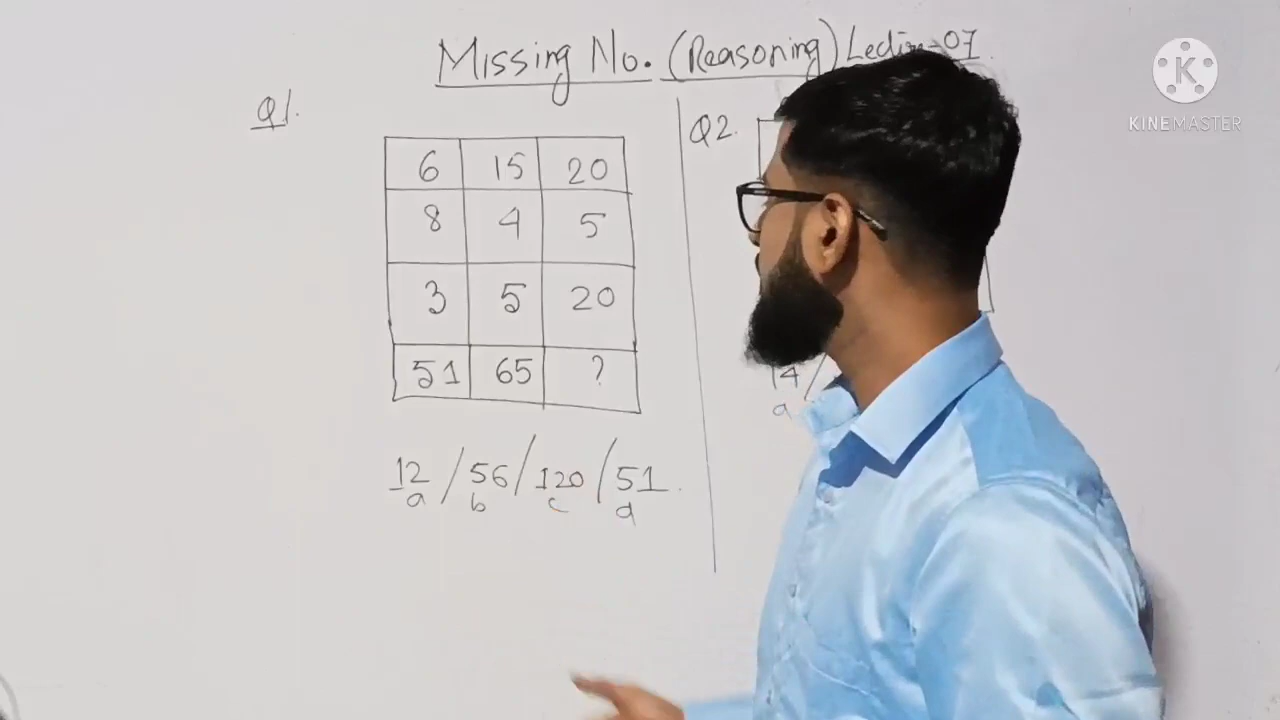 Missing No. (Reasoning) Lecture-07
KINEMASTER
Q1.
6 15 20
8 4 5
3 5 20
51 65 ?
12 / 56 / 120 / 51
a b c d
Q2.
14 /
a